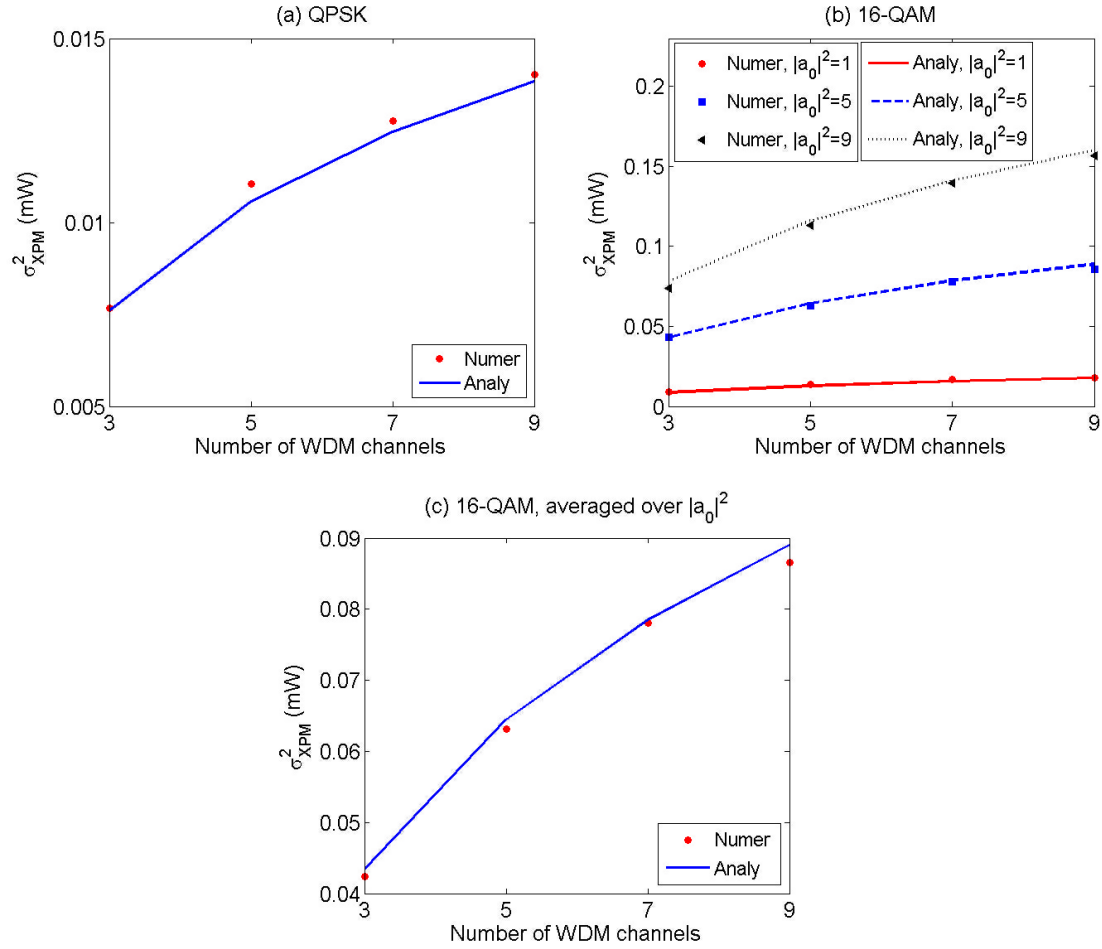 (a) QPSK
0.015
0.01
0.005
σ²XPM (mW)
3 5 7 9
Number of WDM channels
Numer
Analy
(b) 16-QAM
0.2
0.15
0.1
0.05
0
σ²XPM (mW)
3 5 7 9
Number of WDM channels
Numer, |a₀|²=1
Numer, |a₀|²=5
Numer, |a₀|²=9
Analy, |a₀|²=1
Analy, |a₀|²=5
Analy, |a₀|²=9
(c) 16-QAM, averaged over |a₀|²
0.09
0.08
0.07
0.06
0.05
0.04
σ²XPM (mW)
3 5 7 9
Number of WDM channels
Numer
Analy